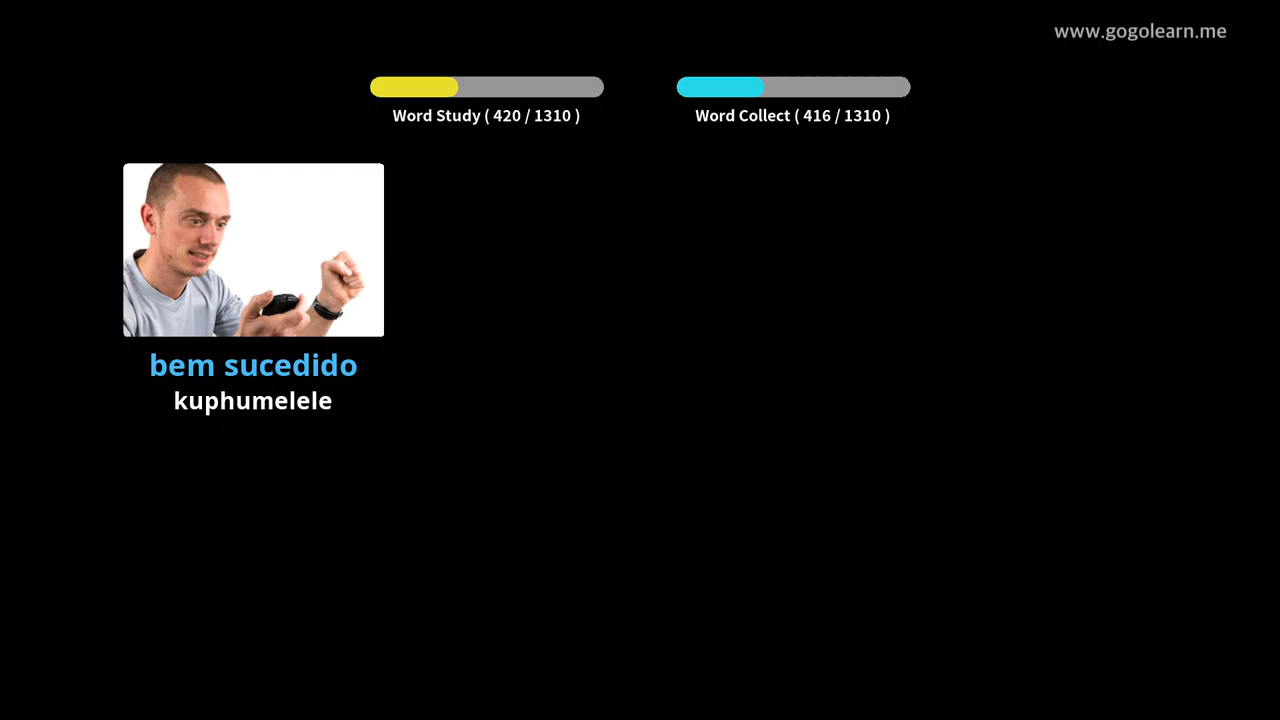 www.gogolearn.me
Word Study ( 420 / 1310 )
Word Collect ( 416 / 1310 )
bem sucedido
kuphumelele